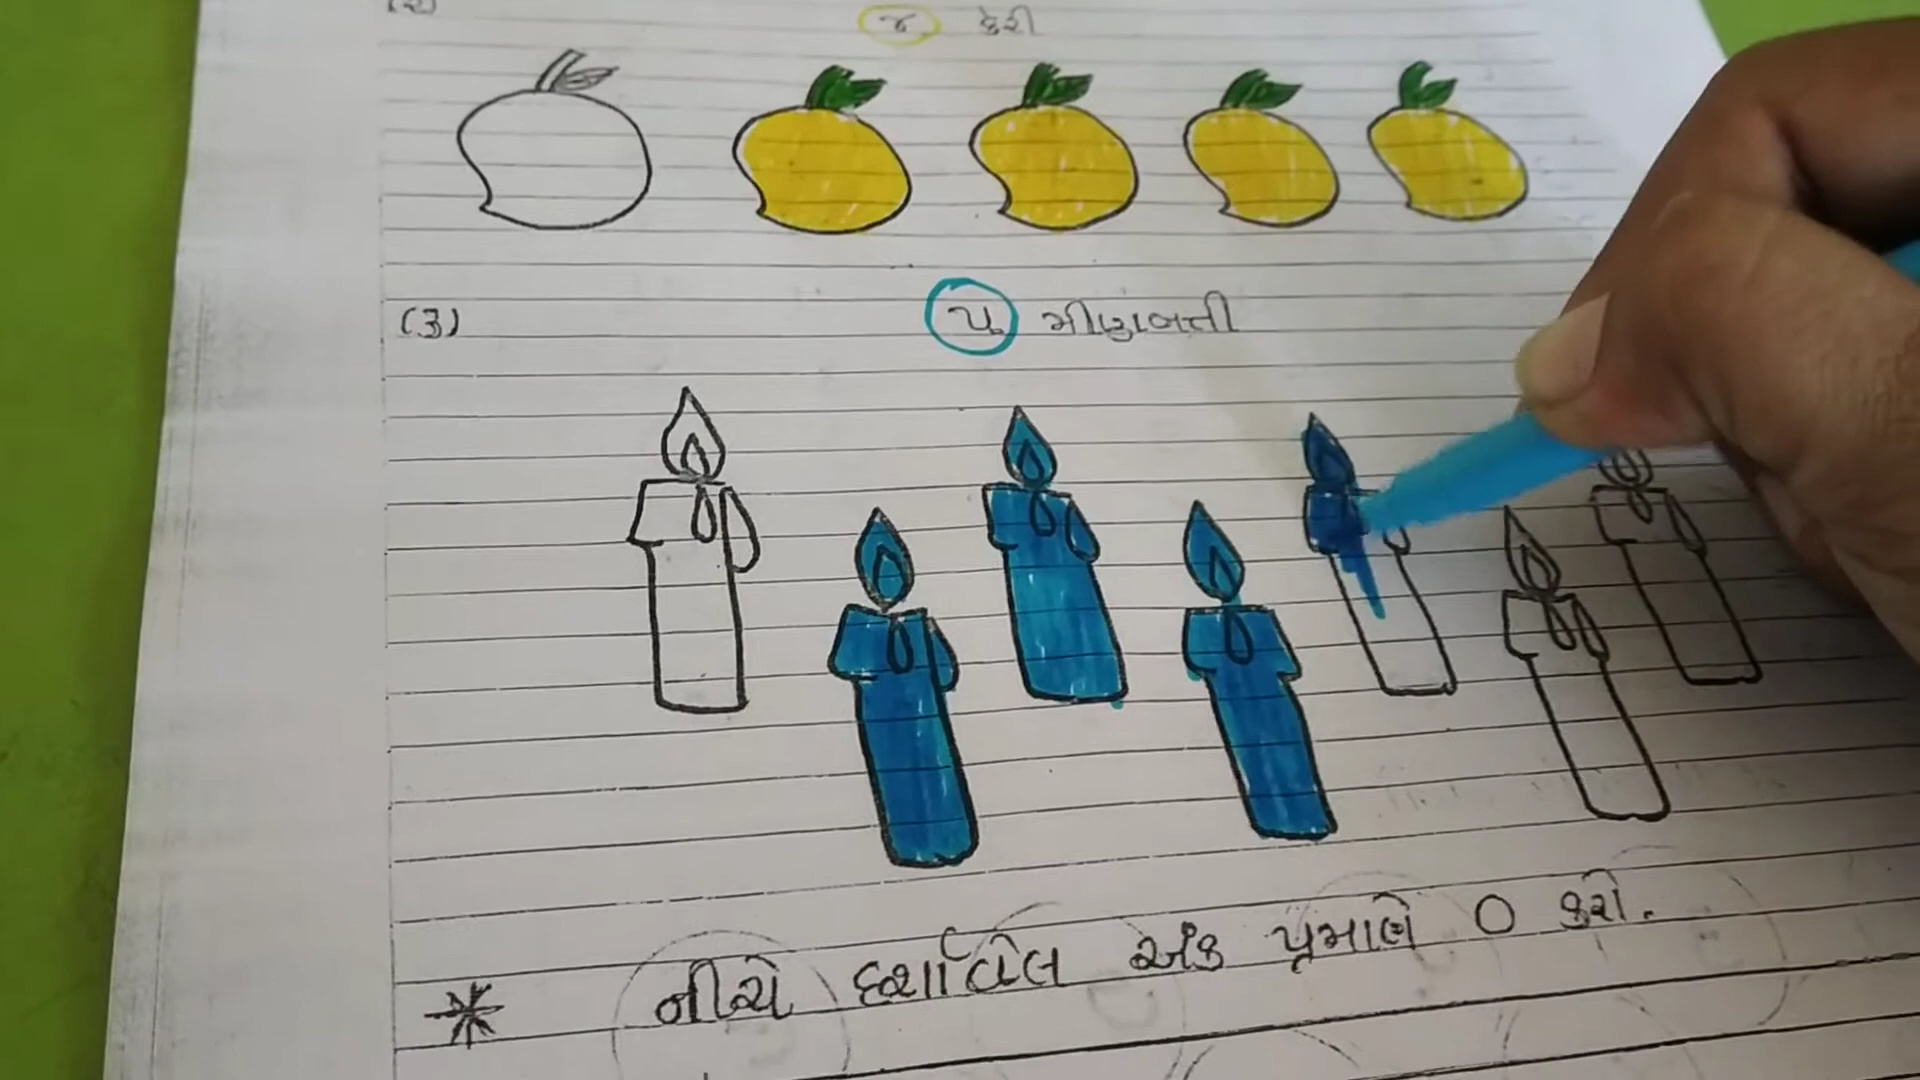 (૨) ૪ કેરી
(૩) ૫ મીણબત્તી
* નીચે દર્શાવેલ અંક પ્રમાણે O કરો.